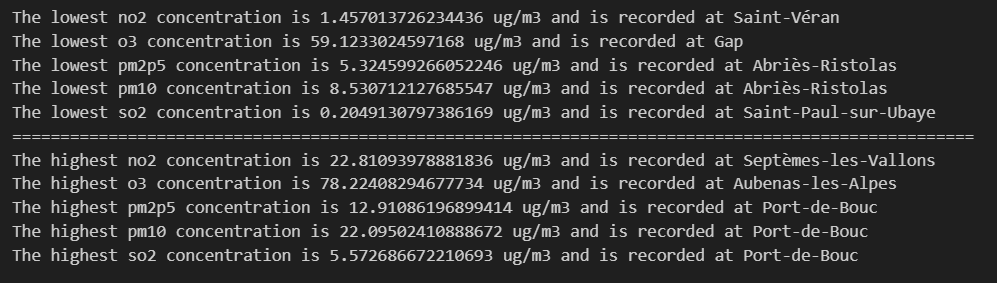 The lowest no2 concentration is 1.457013726234436 ug/m3 and is recorded at Saint-Véran
The lowest o3 concentration is 59.1233024597168 ug/m3 and is recorded at Gap
The lowest pm2p5 concentration is 5.324599266052246 ug/m3 and is recorded at Abriès-Ristolas
The lowest pm10 concentration is 8.530712127685547 ug/m3 and is recorded at Abriès-Ristolas
The lowest so2 concentration is 0.2049130797386169 ug/m3 and is recorded at Saint-Paul-sur-Ubaye
====================================================================================================
The highest no2 concentration is 22.81093978881836 ug/m3 and is recorded at Septèmes-les-Vallons
The highest o3 concentration is 78.22408294677734 ug/m3 and is recorded at Aubenas-les-Alpes
The highest pm2p5 concentration is 12.91086196899414 ug/m3 and is recorded at Port-de-Bouc
The highest pm10 concentration is 22.09502410888672 ug/m3 and is recorded at Port-de-Bouc
The highest so2 concentration is 5.572686672210693 ug/m3 and is recorded at Port-de-Bouc